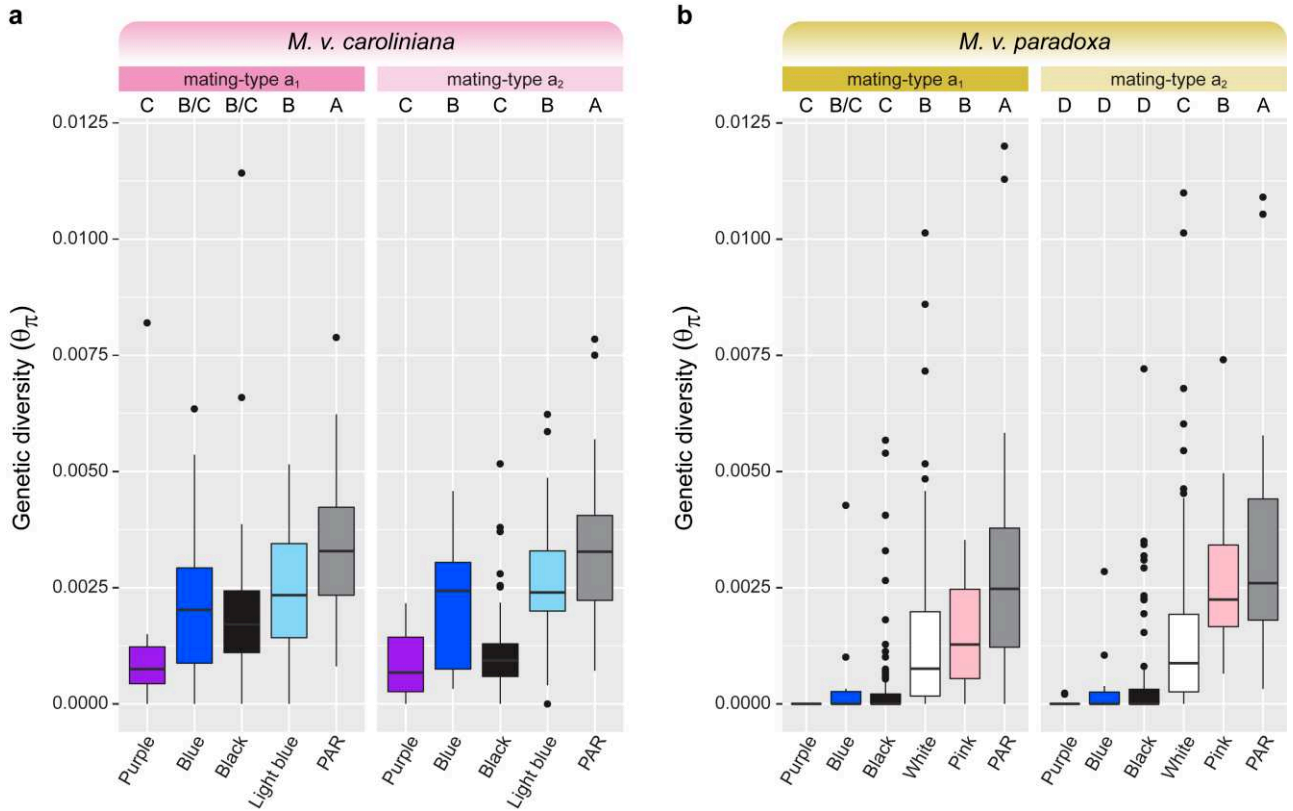 a
M. v. caroliniana
mating-type a₁
mating-type a₂
C B/C B/C B
C B C B A
0.0125
0.0100
0.0075
0.0050
0.0025
0.0000
Genetic diversity (θπ)
Purple Blue Black Light blue PAR
Purple Blue Black Light blue PAR
b
M. v. paradoxa
mating-type a₁
mating-type a₂
C B/C C B B
D D D C B A
0.0125
0.0100
0.0075
0.0050
0.0025
0.0000
Genetic diversity (θπ)
Purple Blue Black White Pink PAR
Purple Blue Black White Pink PAR